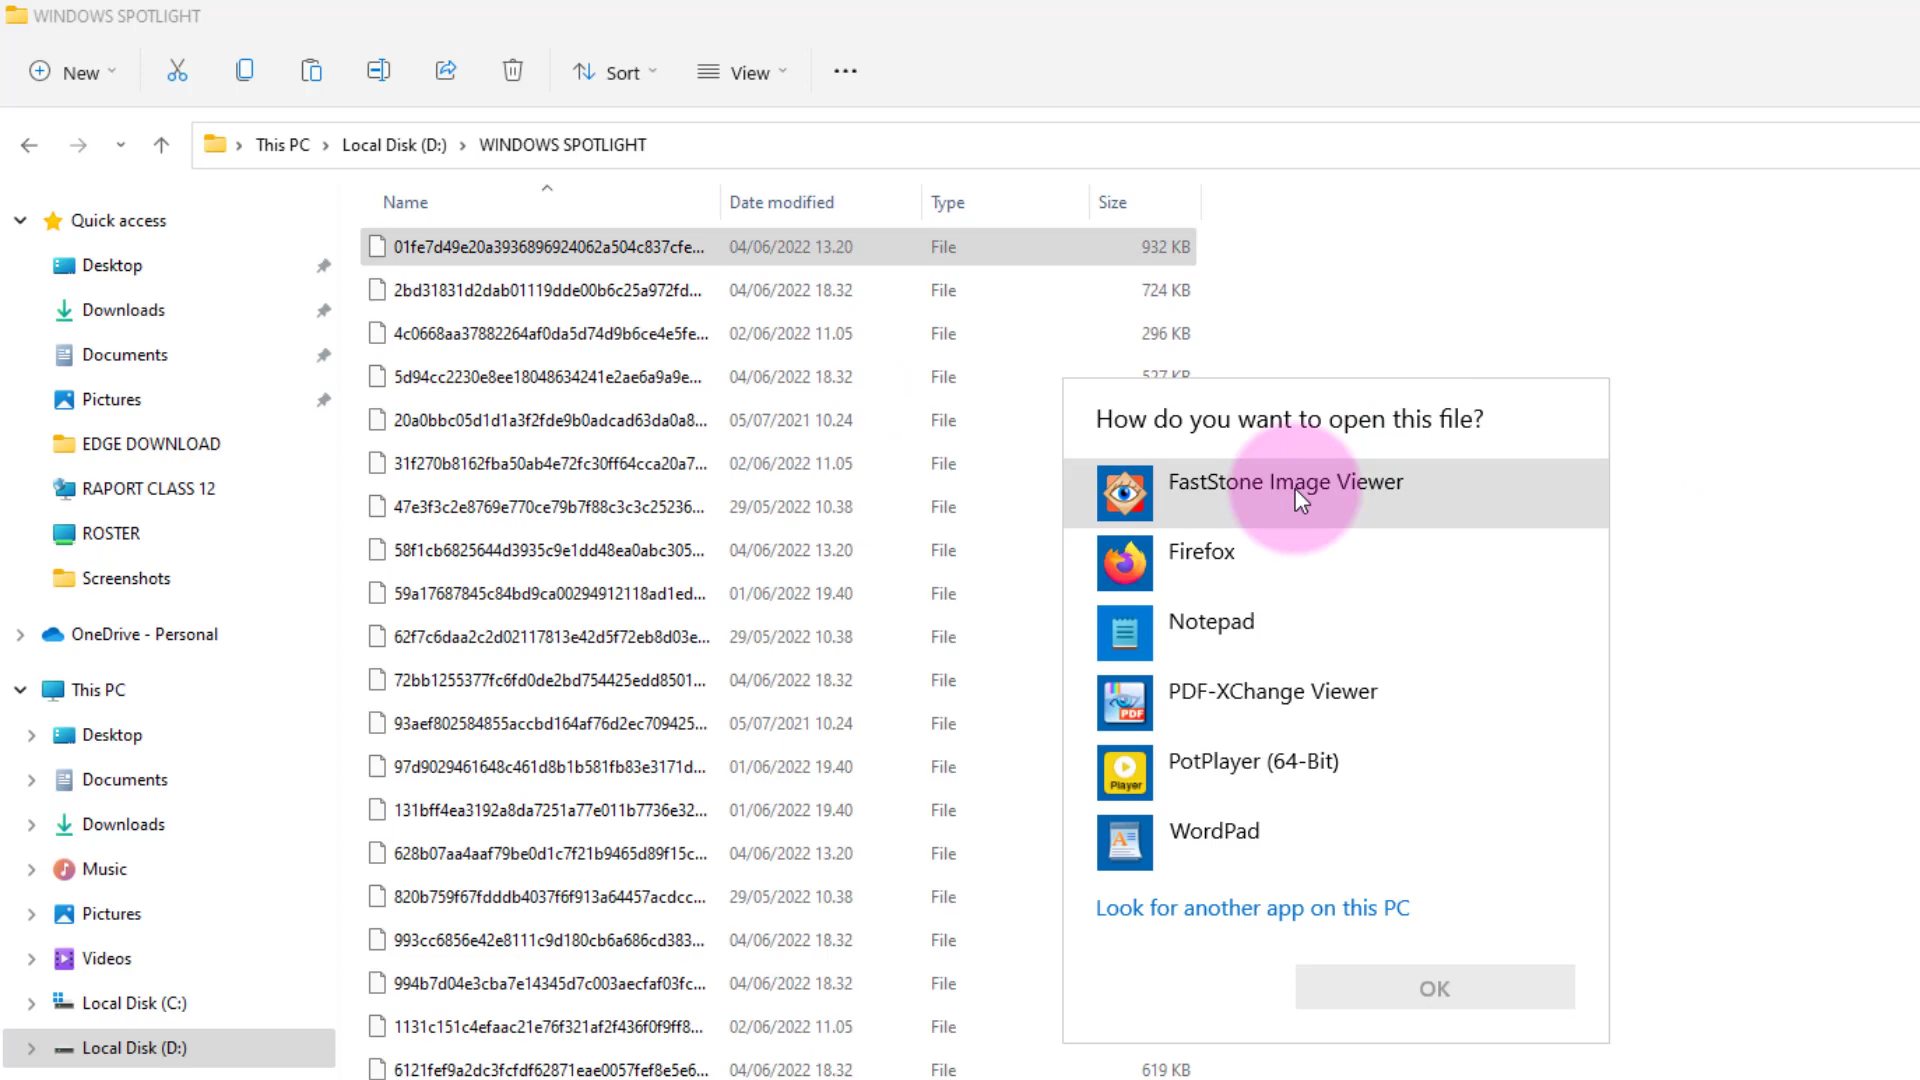 WINDOWS SPOTLIGHT
New
Sort
View
This PC
Local Disk (D:)
WINDOWS SPOTLIGHT
Name
Date modified
Type
Size
Quick access
Desktop
Downloads
Documents
Pictures
EDGE DOWNLOAD
RAPORT CLASS 12
ROSTER
Screenshots
OneDrive - Personal
This PC
Desktop
Documents
Downloads
Music
Pictures
Videos
Local Disk (C:)
Local Disk (D:)
01fe7d49e20a3936896924062a504c837cfe... 04/06/2022 13.20 File 932 KB
2bd31831d2dab01119dde00b6c25a972fd... 04/06/2022 18.32 File 724 KB
4c0668aa37882264af0da5d74d9b6ce4e5fe... 02/06/2022 11.05 File 296 KB
5d94cc2230e8ee18048634241e2ae6a9a9e... 04/06/2022 18.32 File 527 KB
20a0bbc05d1d1a3f2fde9b0adcad63da0a8... 05/07/2021 10.24 File
31f270b8162fba50ab4e72fc30ff64cca20a7... 02/06/2022 11.05 File
47e3f3c2e8769e770ce79b7f88c3c3c25236... 29/05/2022 10.38 File
58f1cb6825644d3935c9e1dd48ea0abc305... 04/06/2022 13.20 File
59a17687845c84bd9ca00294912118ad1ed... 01/06/2022 19.40 File
62f7c6daa2c2d02117813e42d5f72eb8d03e... 29/05/2022 10.38 File
72bb1255377fc6fd0de2bd754425edd8501... 04/06/2022 18.32 File
93aef802584855accbd164af76d2ec709425... 05/07/2021 10.24 File
97d9029461648c461d8b1b581fb83e3171d... 01/06/2022 19.40 File
131bff4ea3192a8da7251a77e011b7736e32... 01/06/2022 19.40 File
628b07aa4aaf79be0d1c7f21b9465d89f15c... 04/06/2022 13.20 File
820b759f67fdddb4037f6f913a64457acdcc... 29/05/2022 10.38 File
993cc6856e42e8111c9d180cb6a686cd383... 04/06/2022 18.32 File
994b7d04e3cba7e14345d7c003aecfaf03fc... 04/06/2022 18.32 File
1131c151c4efaac21e76f321af2f436f0f9ff8... 02/06/2022 11.05 File
6121fef9a2dc3fcfdf62871eae0057fef8e5e6... 04/06/2022 18.32 File 619 KB
How do you want to open this file?
FastStone Image Viewer
Firefox
Notepad
PDF
PDF-XChange Viewer
Player
PotPlayer (64-Bit)
WordPad
Look for another app on this PC
OK